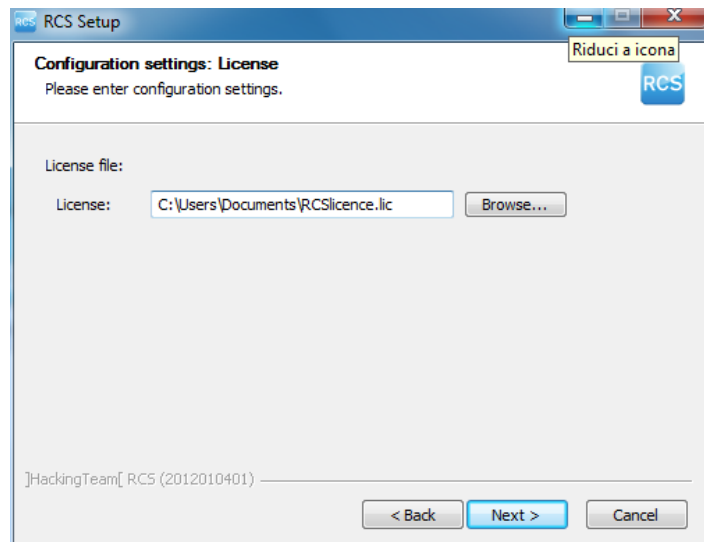 RCS RCS Setup
Riduci a icona
Configuration settings: License
Please enter configuration settings.
RCS
License file:
License: C:\Users\Documents\RCSlicence.lic Browse...
]HackingTeam[ RCS (2012010401)
< Back Next > Cancel